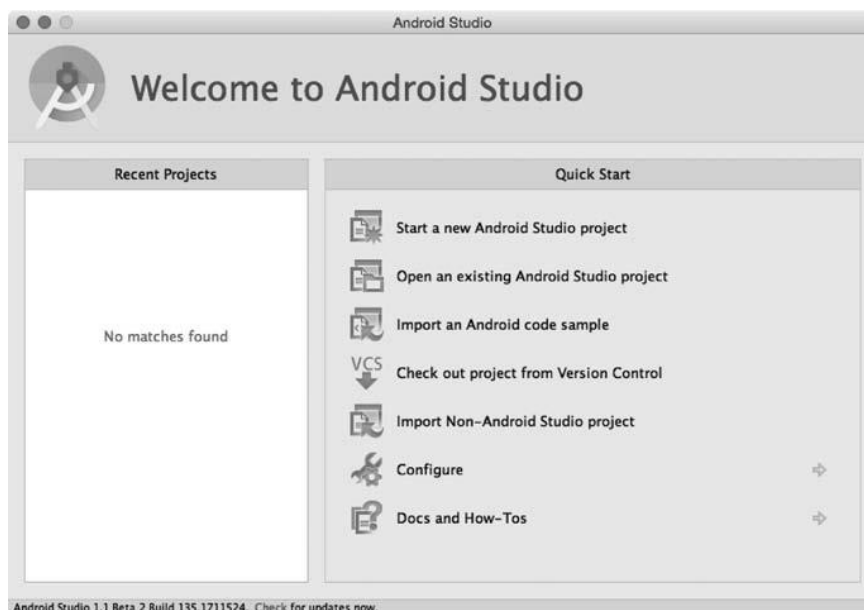 Android Studio
Welcome to Android Studio
Recent Projects
No matches found
Quick Start
Start a new Android Studio project
Open an existing Android Studio project
Import an Android code sample
VCS
Check out project from Version Control
Import Non-Android Studio project
Configure
Docs and How-Tos
Android Studio 1.1 Beta 2 Build 135.1711524. Check for updates now.